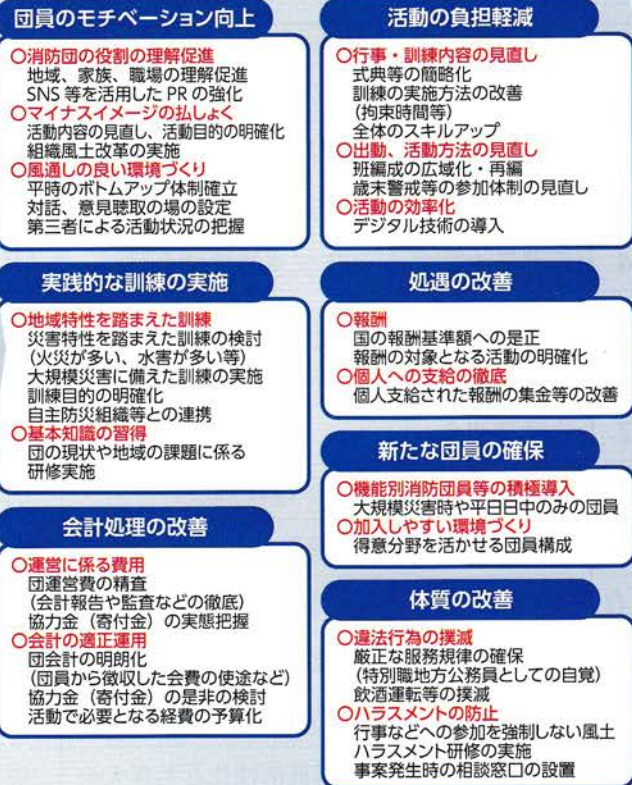 団員のモチベーション向上
○消防団の役割の理解促進
地域、家族、職場の理解促進
SNS 等を活用した PR の強化
○マイナスイメージの払しょく
活動内容の見直し、活動目的の明確化
組織風土改革の実施
○風通しの良い環境づくり
平時のボトムアップ体制確立
対話、意見聴取の場の設定
第三者による活動状況の把握
活動の負担軽減
○行事・訓練内容の見直し
式典等の簡略化
訓練の実施方法の改善
(拘束時間等)
全体のスキルアップ
○出動、活動方法の見直し
班編成の広域化・再編
歳末警戒等の参加体制の見直し
○活動の効率化
デジタル技術の導入
実践的な訓練の実施
○地域特性を踏まえた訓練
災害特性を踏まえた訓練の検討
(火災が多い、水害が多い等)
大規模災害に備えた訓練の実施
訓練目的の明確化
自主防災組織等との連携
○基本知識の習得
団の現状や地域の課題に係る
研修実施
処遇の改善
○報酬
国の報酬基準額への是正
報酬の対象となる活動の明確化
○個人への支給の徹底
個人支給された報酬の集金等の改善
新たな団員の確保
○機能別消防団員等の積極導入
大規模災害時や平日日中のみの団員
○加入しやすい環境づくり
得意分野を活かせる団員構成
会計処理の改善
○運営に係る費用
団運営費の精査
(会計報告や監査などの徹底)
協力金（寄付金）の実態把握
○会計の適正運用
団会計の明朗化
(団員から徴収した会費の使途など)
協力金（寄付金）の是非の検討
活動で必要となる経費の予算化
体質の改善
○違法行為の撲滅
厳正な服務規律の確保
(特別職地方公務員としての自覚)
飲酒運転等の撲滅
○ハラスメントの防止
行事などへの参加を強制しない風土
ハラスメント研修の実施
事案発生時の相談窓口の設置